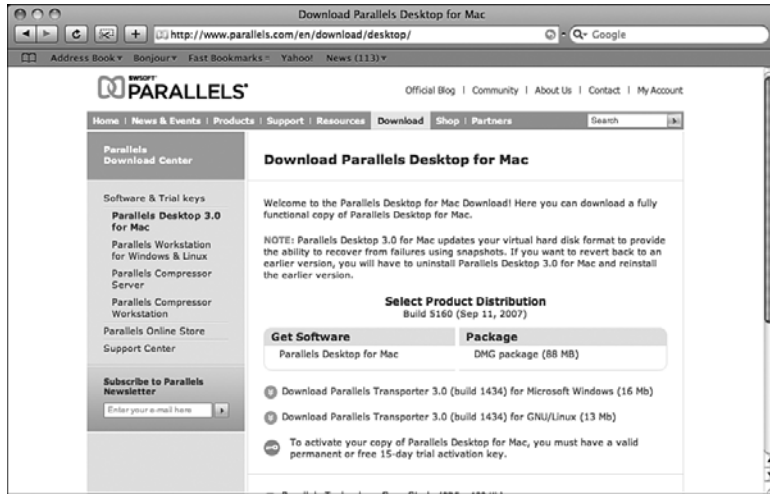 Download Parallels Desktop for Mac
http://www.parallels.com/en/download/desktop/
Google
Address Book Bonjour Fast Bookmarks Yahoo! News (113)
SWSOFT
PARALLELS
Official Blog | Community | About Us | Contact | My Account
Home | News & Events | Products | Support | Resources Download Shop | Partners Search
Parallels
Download Center
Software & Trial keys
Parallels Desktop 3.0
for Mac
Parallels Workstation
for Windows & Linux
Parallels Compressor
Server
Parallels Compressor
Workstation
Parallels Online Store
Support Center
Subscribe to Parallels
Newsletter
Enter your e-mail here
Download Parallels Desktop for Mac
Welcome to the Parallels Desktop for Mac Download! Here you can download a fully
functional copy of Parallels Desktop for Mac.
NOTE: Parallels Desktop 3.0 for Mac updates your virtual hard disk format to provide
the ability to recover from failures using snapshots. If you want to revert back to an
earlier version, you will have to uninstall Parallels Desktop 3.0 for Mac and reinstall
the earlier version.
Select Product Distribution
Build 5160 (Sep 11, 2007)
Get Software Package
Parallels Desktop for Mac DMG package (88 MB)
Download Parallels Transporter 3.0 (build 1434) for Microsoft Windows (16 Mb)
Download Parallels Transporter 3.0 (build 1434) for GNU/Linux (13 Mb)
To activate your copy of Parallels Desktop for Mac, you must have a valid
permanent or free 15-day trial activation key.